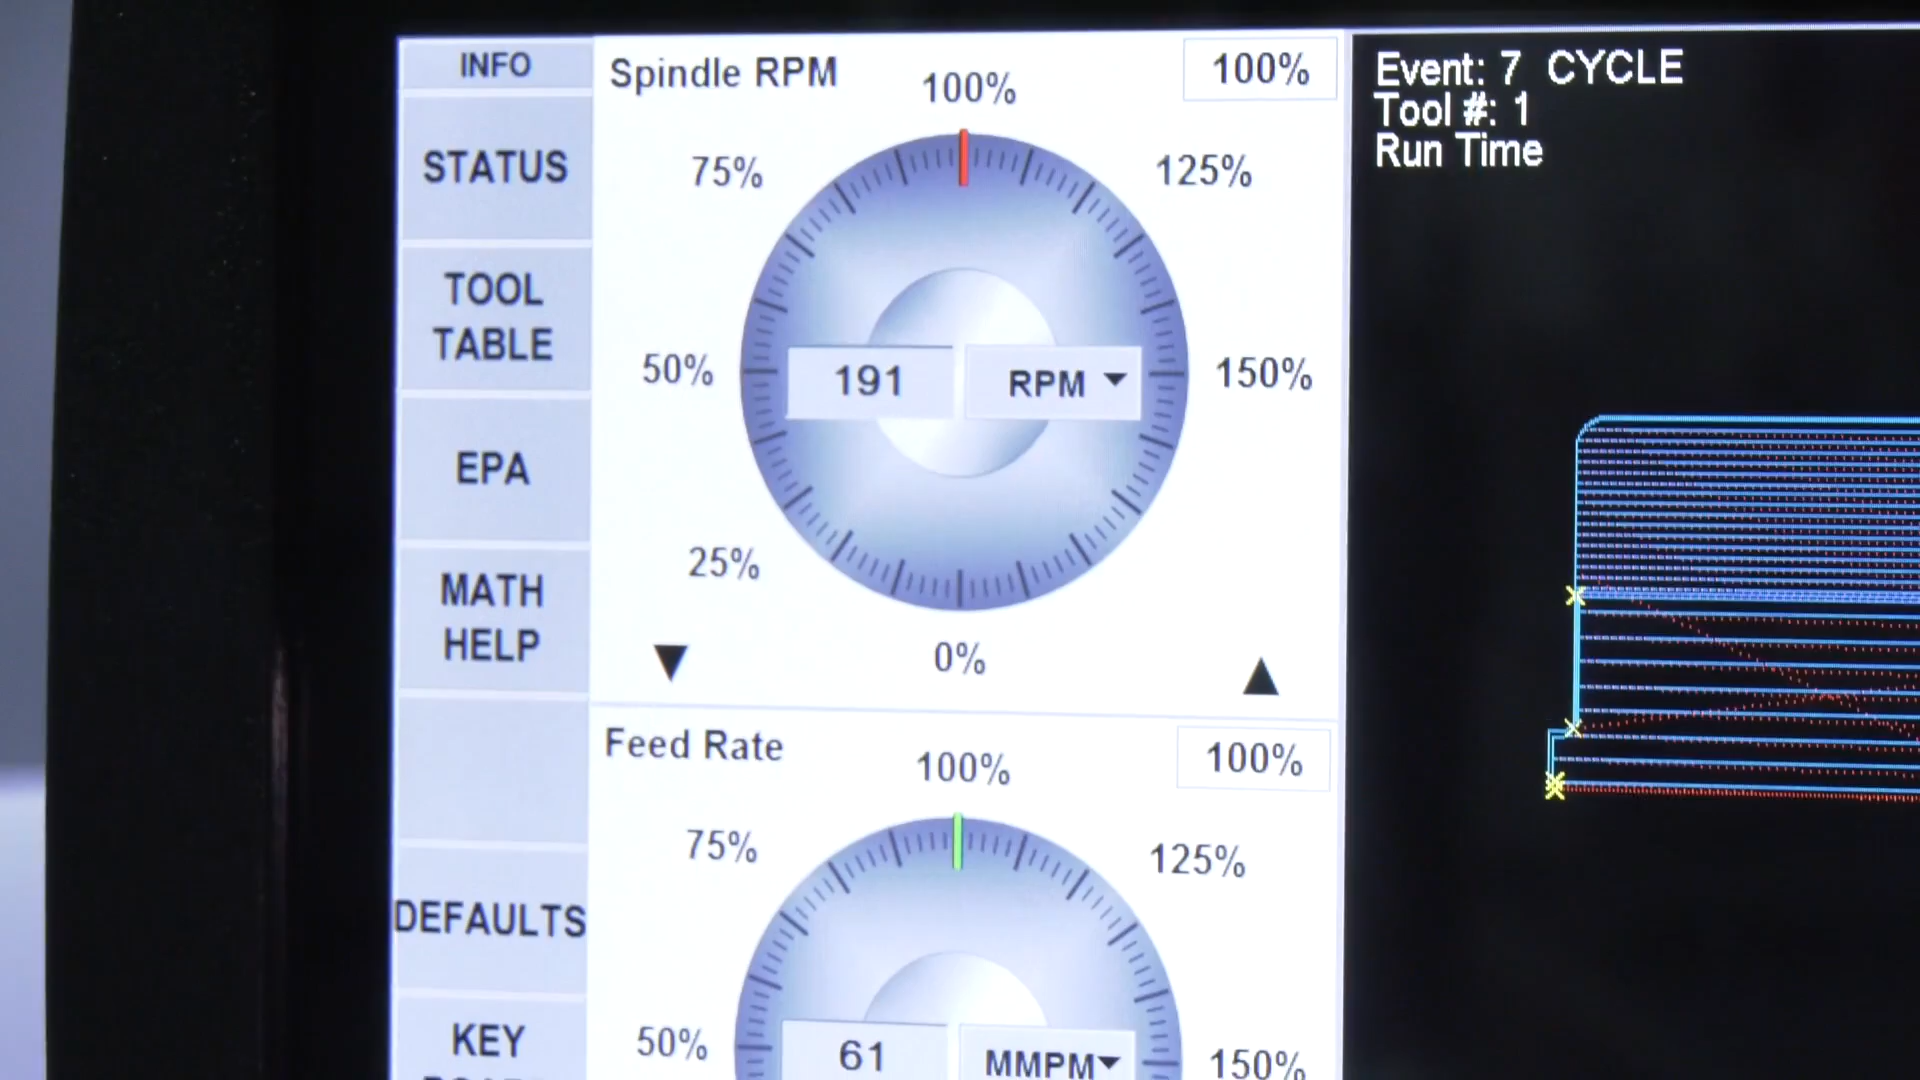 INFO
STATUS
TOOL
TABLE
EPA
MATH
HELP
DEFAULTS
KEY
Spindle RPM
100%
100%
75%
125%
50%
191
RPM
150%
25%
0%
Feed Rate
100%
100%
75%
125%
50%
61
MMPM
150%
Event: 7 CYCLE
Tool #: 1
Run Time